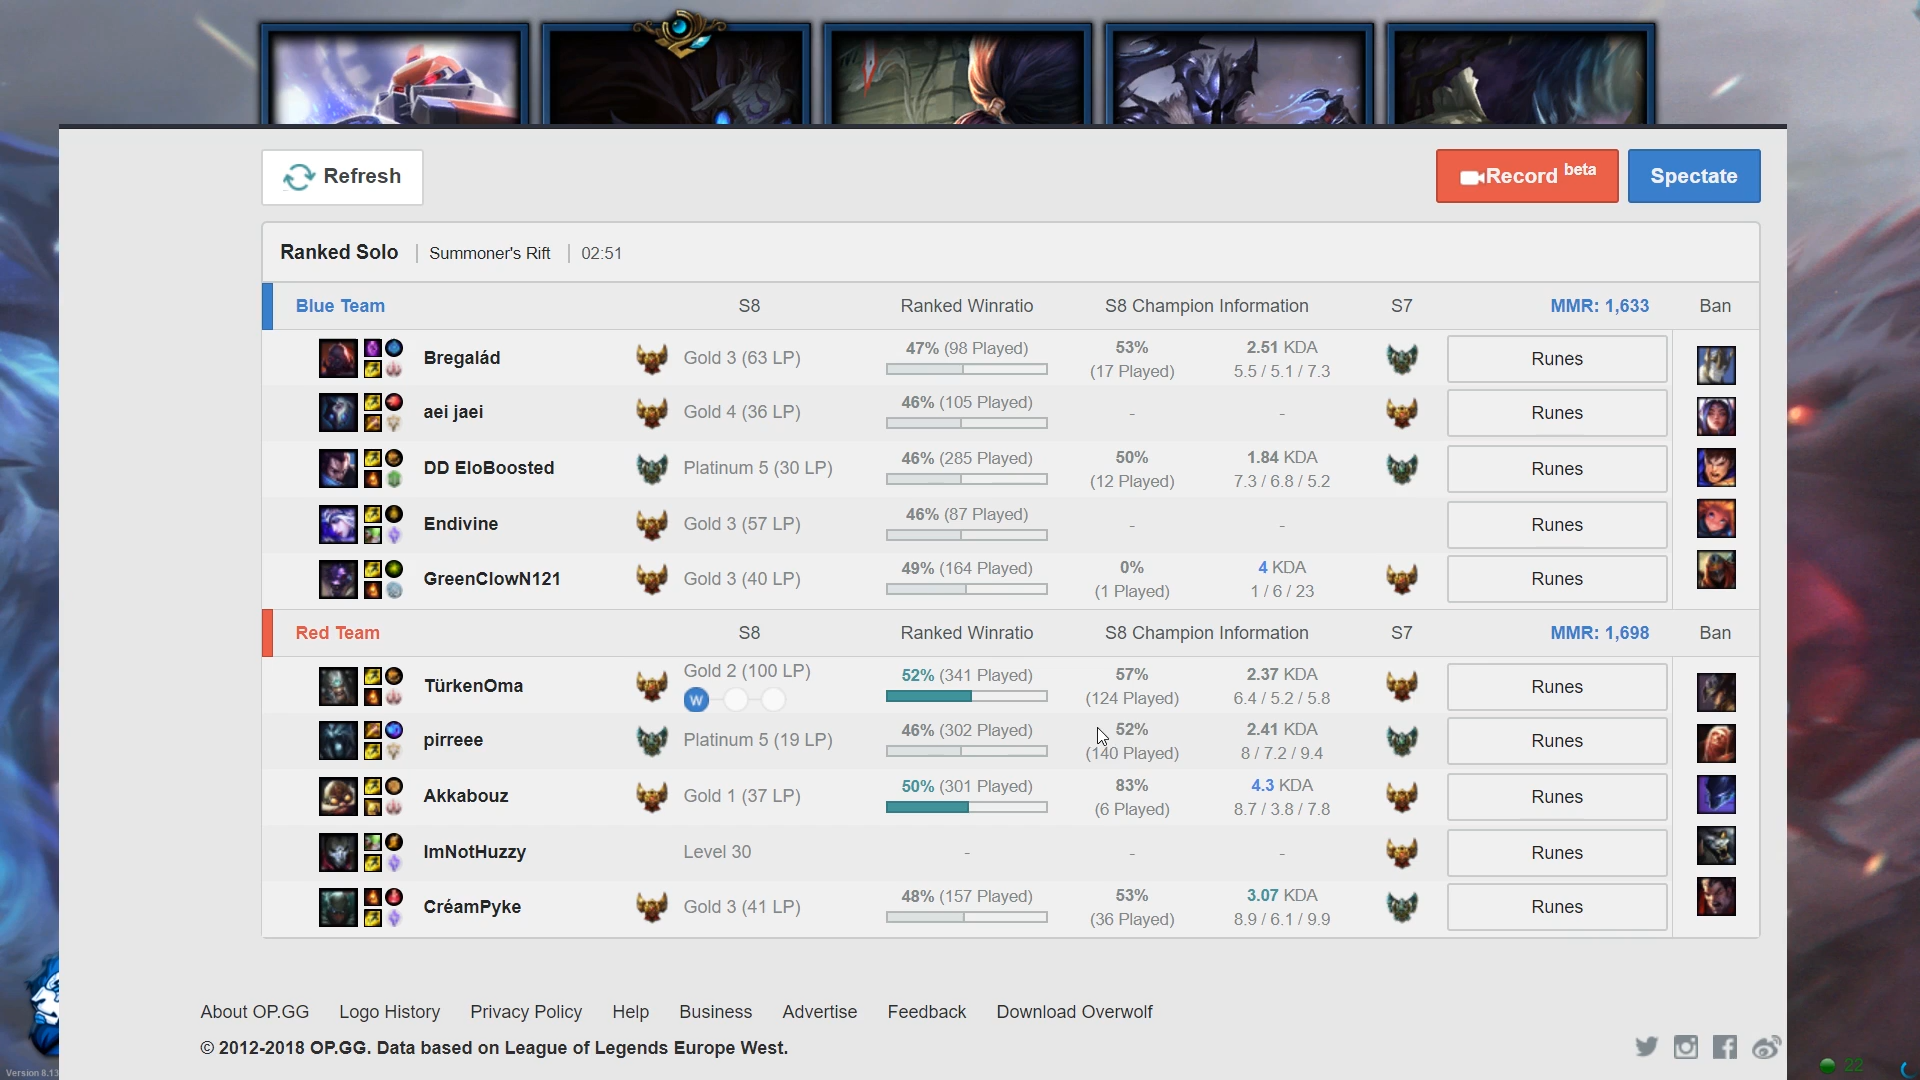 Refresh
Record beta
Spectate
Ranked Solo | Summoner's Rift | 02:51
Blue Team S8 Ranked Winratio S8 Champion Information S7 MMR: 1,633 Ban
Bregalád Gold 3 (63 LP) 47% (98 Played) 53% (17 Played) 2.51 KDA 5.5 / 5.1 / 7.3 Runes
aei jaei Gold 4 (36 LP) 46% (105 Played) - - Runes
DD EloBoosted Platinum 5 (30 LP) 46% (285 Played) 50% (12 Played) 1.84 KDA 7.3 / 6.8 / 5.2 Runes
Endivine Gold 3 (57 LP) 46% (87 Played) - - Runes
GreenClowN121 Gold 3 (40 LP) 49% (164 Played) 0% (1 Played) 4 KDA 1 / 6 / 23 Runes
Red Team S8 Ranked Winratio S8 Champion Information S7 MMR: 1,698 Ban
TürkenOma Gold 2 (100 LP) W 52% (341 Played) 57% (124 Played) 2.37 KDA 6.4 / 5.2 / 5.8 Runes
pirreee Platinum 5 (19 LP) 46% (302 Played) 52% (140 Played) 2.41 KDA 8 / 7.2 / 9.4 Runes
Akkabouz Gold 1 (37 LP) 50% (301 Played) 83% (6 Played) 4.3 KDA 8.7 / 3.8 / 7.8 Runes
ImNotHuzzy Level 30 - - - Runes
CréamPyke Gold 3 (41 LP) 48% (157 Played) 53% (36 Played) 3.07 KDA 8.9 / 6.1 / 9.9 Runes
About OP.GG Logo History Privacy Policy Help Business Advertise Feedback Download Overwolf
© 2012-2018 OP.GG. Data based on League of Legends Europe West.
Version 8.13
22